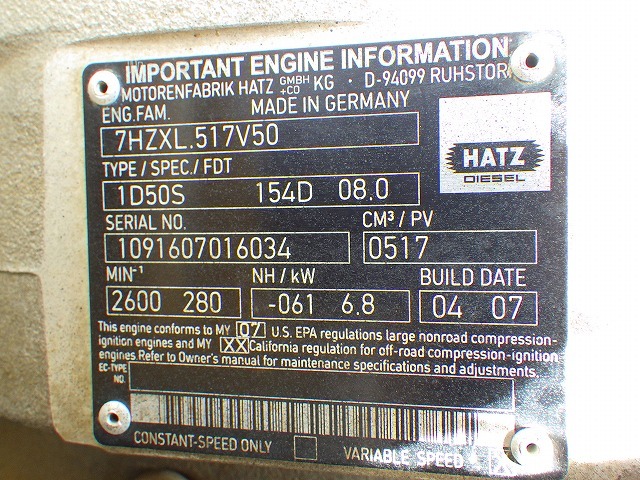 IMPORTANT ENGINE INFORMATION
MOTORENFABRIK HATZ GMBH +CO KG · D-94099 RUHSTORF
ENG.FAM. MADE IN GERMANY
7HZXL.517V50
HATZ
DIESEL
TYPE / SPEC./ FDT
1D50S 154D 08.0
SERIAL NO. CM³ / PV
1091607016034 0517
MIN⁻¹ NH / kW BUILD DATE
2600 280 -061 6.8 04 07
This engine conforms to MY 07 U.S. EPA regulations large nonroad compression-
ignition engines and MY XX California regulation for off-road compression-ignition
engines Refer to Owner's manual for maintenance specifications and adjustments.
EC-TYPE
NO.
CONSTANT-SPEED ONLY VARIABLE SPEED